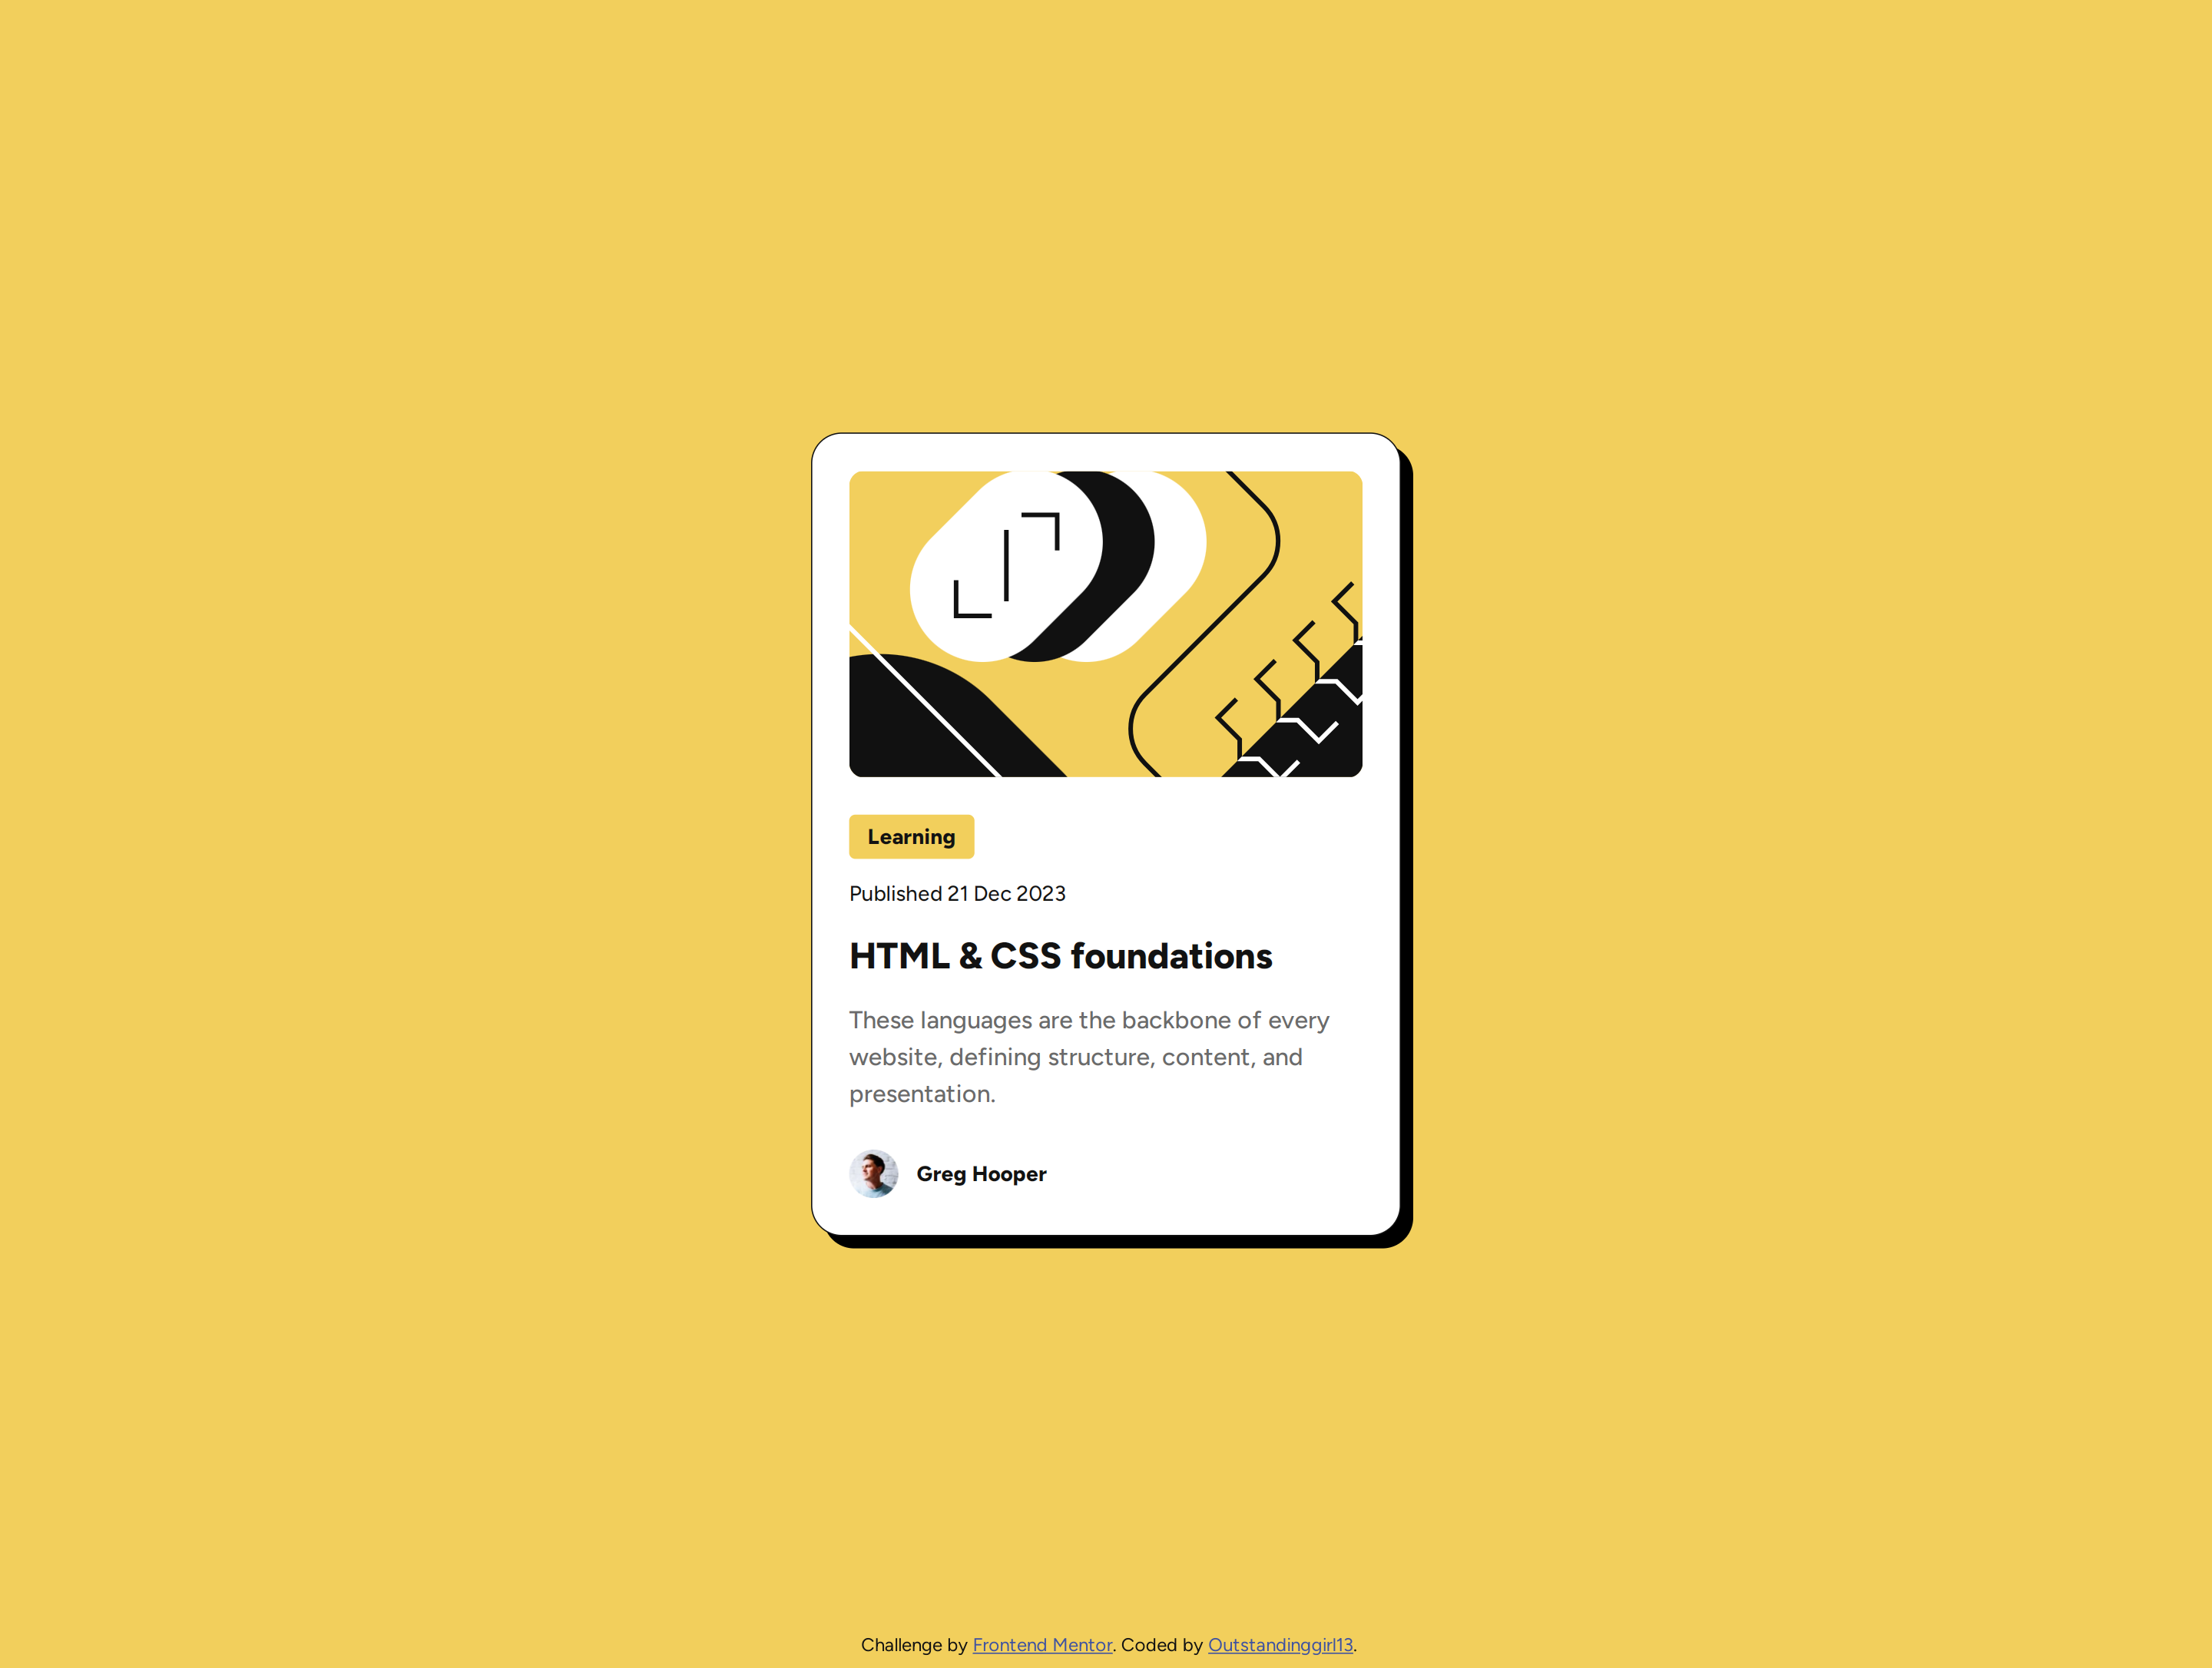 Learning
Published 21 Dec 2023
HTML & CSS foundations
These languages are the backbone of every
website, defining structure, content, and
presentation.
Greg Hooper
Challenge by Frontend Mentor. Coded by Outstandinggirl13.